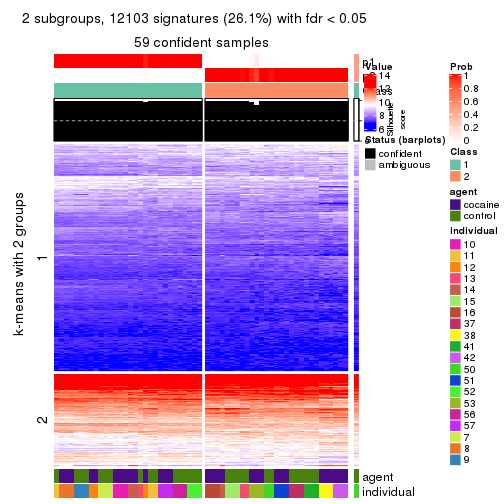 2 subgroups, 12103 signatures (26.1%) with fdr < 0.05
59 confident samples
p1
Value
14
12
10
8
6
Silhouette
score
Status (barplots)
confident
ambiguous
Prob
1
0.8
0.6
0.4
0.2
0
Class
1
2
agent
cocaine
control
individual
10
11
12
13
14
15
16
37
38
41
42
50
51
52
53
56
57
7
8
9
k-means with 2 groups
1
2
agent
individual